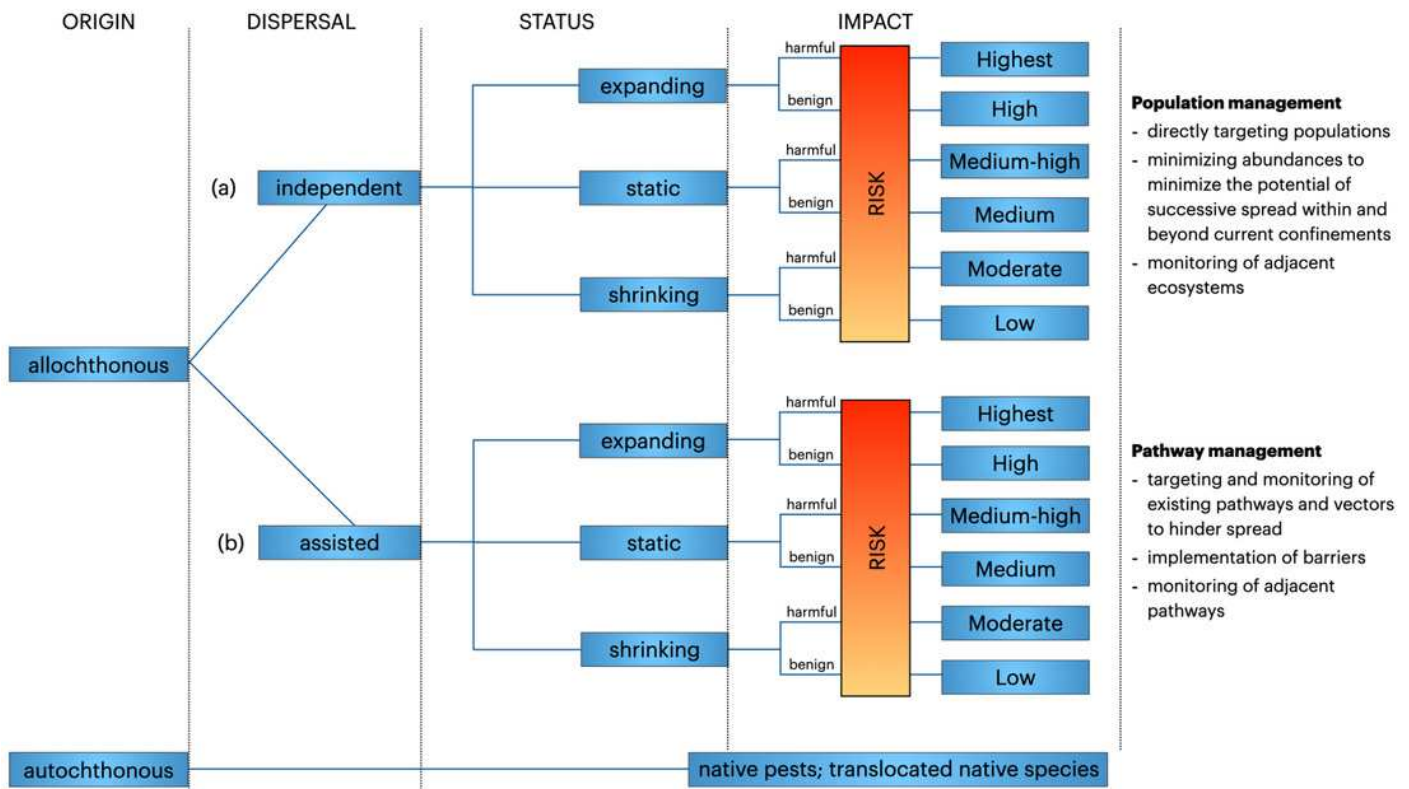 ORIGIN
DISPERSAL
STATUS
IMPACT
(a)
independent
expanding
static
shrinking
harmful
benign
harmful
benign
harmful
benign
RISK
Highest
High
Medium-high
Medium
Moderate
Low
Population management
- directly targeting populations
- minimizing abundances to
minimize the potential of
successive spread within and
beyond current confinements
- monitoring of adjacent
ecosystems
allochthonous
(b)
assisted
expanding
static
shrinking
harmful
benign
harmful
benign
harmful
benign
RISK
Highest
High
Medium-high
Medium
Moderate
Low
Pathway management
- targeting and monitoring of
existing pathways and vectors
to hinder spread
- implementation of barriers
- monitoring of adjacent
pathways
autochthonous
native pests; translocated native species